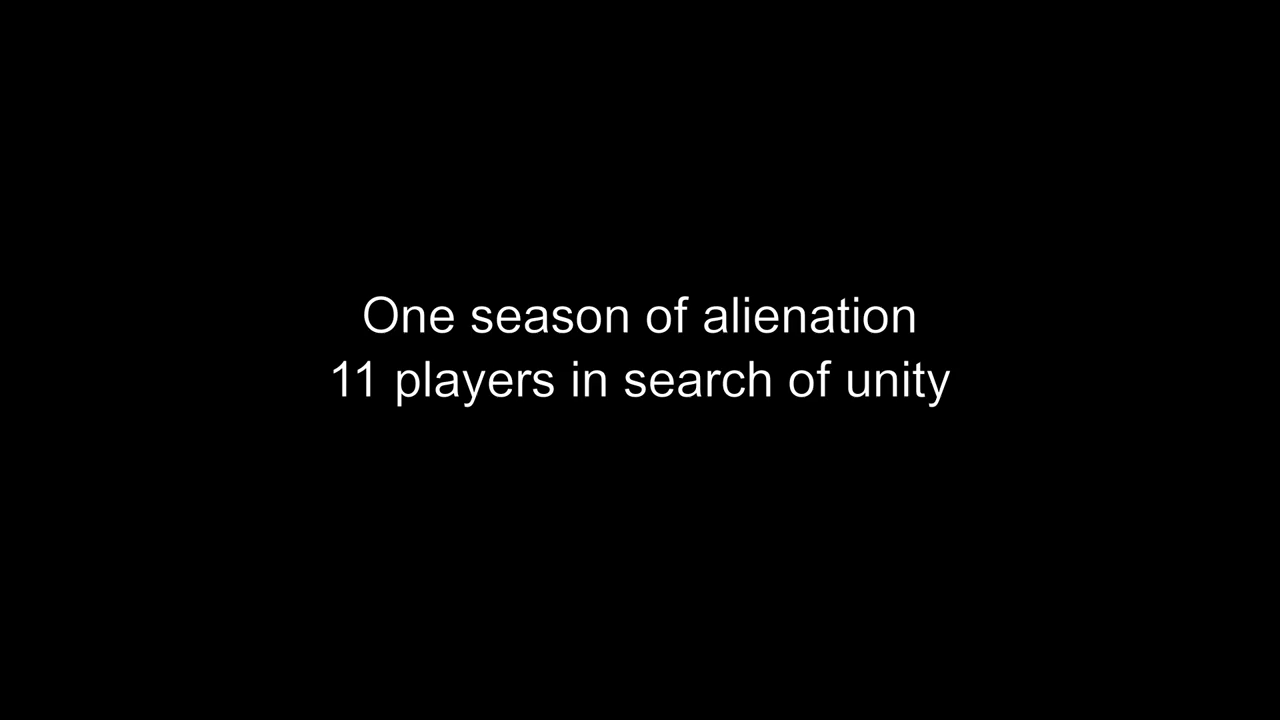 One season of alienation
11 players in search of unity